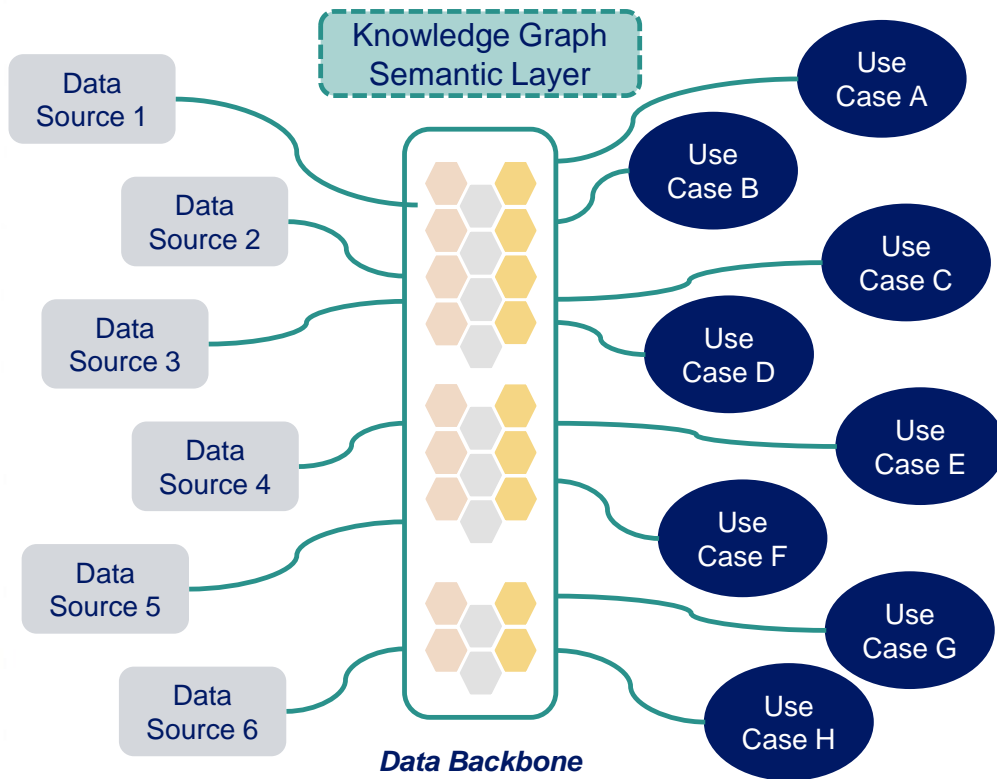 Knowledge Graph
Semantic Layer
Data
Source 1
Data
Source 2
Data
Source 3
Data
Source 4
Data
Source 5
Data
Source 6
Use
Case A
Use
Case B
Use
Case C
Use
Case D
Use
Case E
Use
Case F
Use
Case G
Use
Case H
Data Backbone